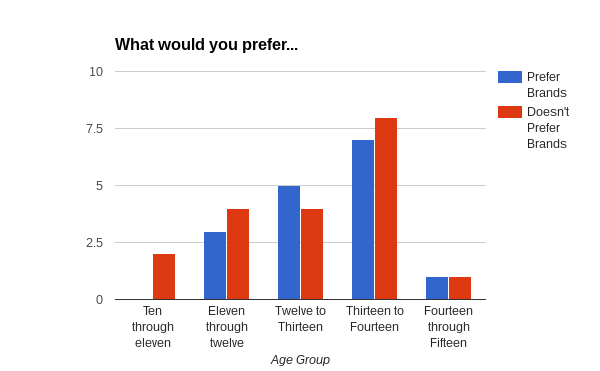 What would you prefer...
10
7.5
5
2.5
0
Prefer
Brands
Doesn't
Prefer
Brands
Ten
through
eleven
Eleven
through
twelve
Twelve to
Thirteen
Thirteen to
Fourteen
Fourteen
through
Fifteen
Age Group